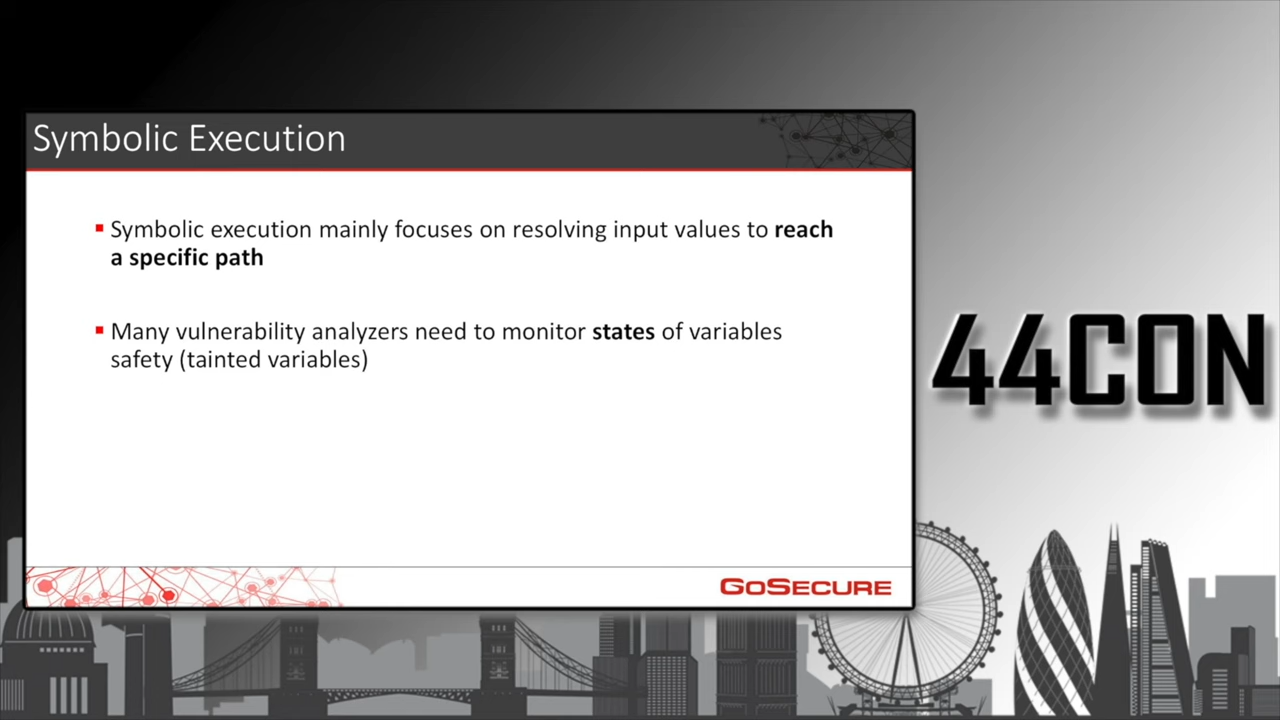 Symbolic Execution
▪ Symbolic execution mainly focuses on resolving input values to reach
a specific path
▪ Many vulnerability analyzers need to monitor states of variables
safety (tainted variables)
44CON
GOSECURE